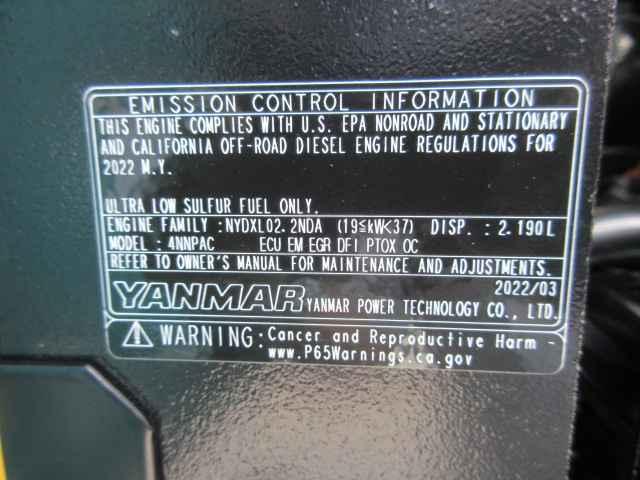 EMISSION CONTROL INFORMATION
THIS ENGINE COMPLIES WITH U.S. EPA NONROAD AND STATIONARY
AND CALIFORNIA OFF-ROAD DIESEL ENGINE REGULATIONS FOR
2022 M.Y.
ULTRA LOW SULFUR FUEL ONLY.
ENGINE FAMILY : NYDXL02.2NDA (19≤kW<37) DISP. : 2.190L
MODEL : 4NNPAC ECU EM EGR DFI PTOX OC
REFER TO OWNER'S MANUAL FOR MAINTENANCE AND ADJUSTMENTS.
2022/03
YANMAR YANMAR POWER TECHNOLOGY CO., LTD.
WARNING: Cancer and Reproductive Harm -
www.P65Warnings.ca.gov